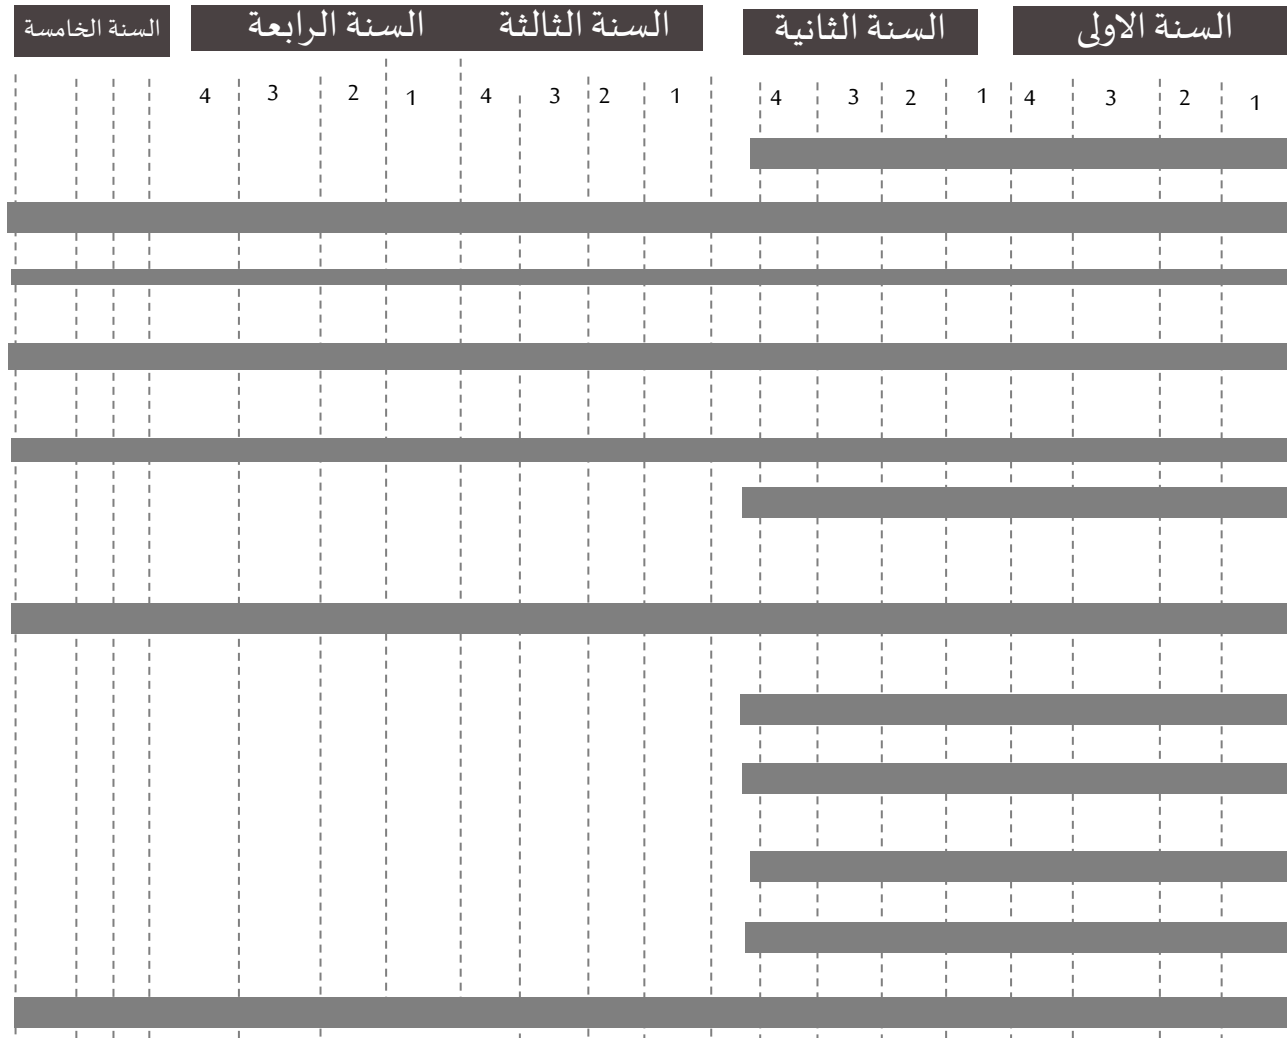 السنة الاولى السنة الثانية السنة الثالثة السنة الرابعة السنة الخامسة
1 2 3 4 1 2 3 4 1 2 3 4 1 2 3 4